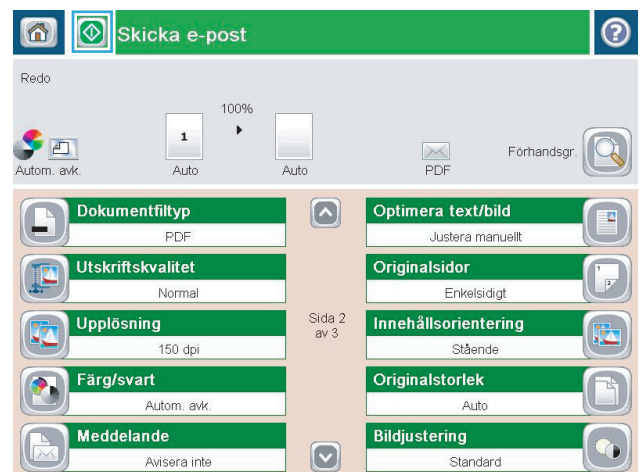 Skicka e-post
Redo
100%
1
Autom. avk.
Auto
Auto
PDF
Förhandsgr.
Dokumentfiltyp
PDF
Utskriftskvalitet
Normal
Upplösning
150 dpi
Färg/svart
Autom. avk.
Meddelande
Avisera inte
Sida 2
av 3
Optimera text/bild
Justera manuellt
Originalsidor
Enkelsidigt
Innehållsorientering
Stående
Originalstorlek
Auto
Bildjustering
Standard